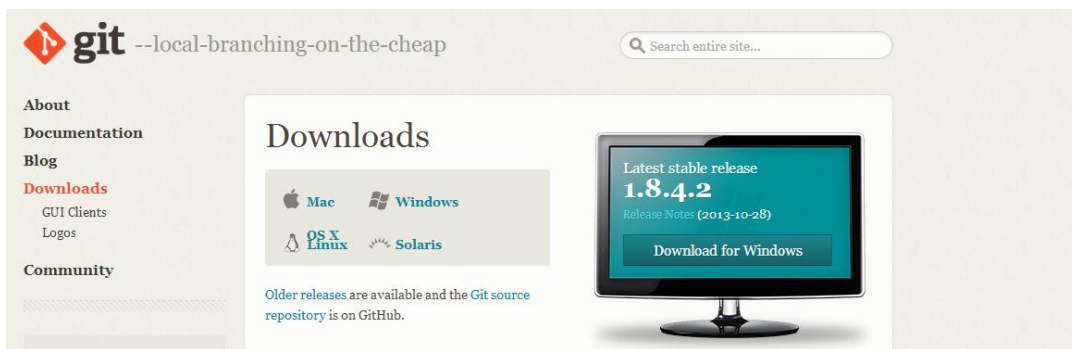 git --local-branching-on-the-cheap
Search entire site...
About
Documentation
Blog
Downloads
GUI Clients
Logos
Community
Downloads
Mac Windows
OS X
Linux Solaris
Older releases are available and the Git source
repository is on GitHub.
Latest stable release
1.8.4.2
Release Notes (2013-10-28)
Download for Windows